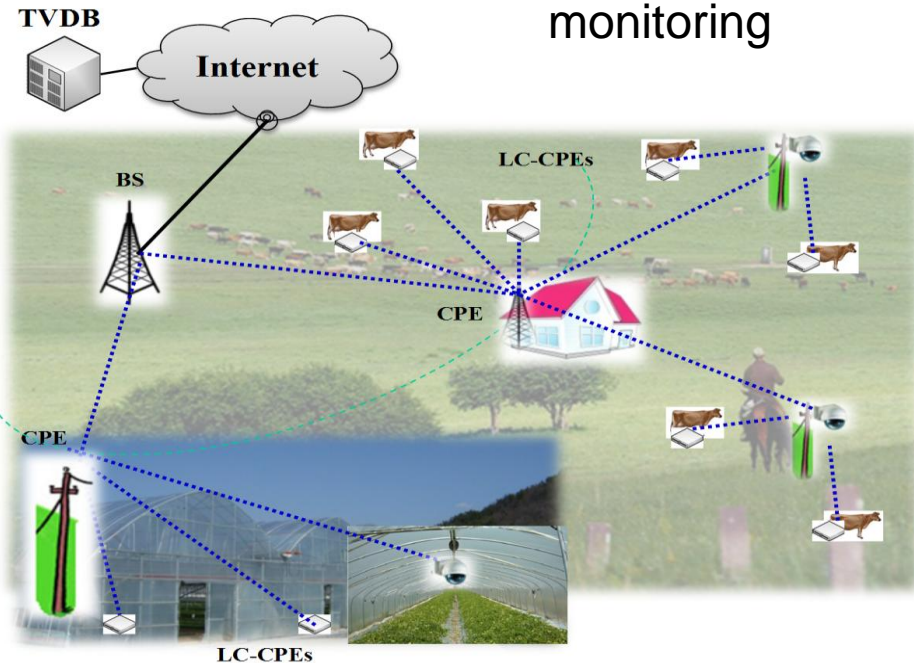 TVDB
monitoring
Internet
LC-CPEs
BS
CPE
CPE
LC-CPEs